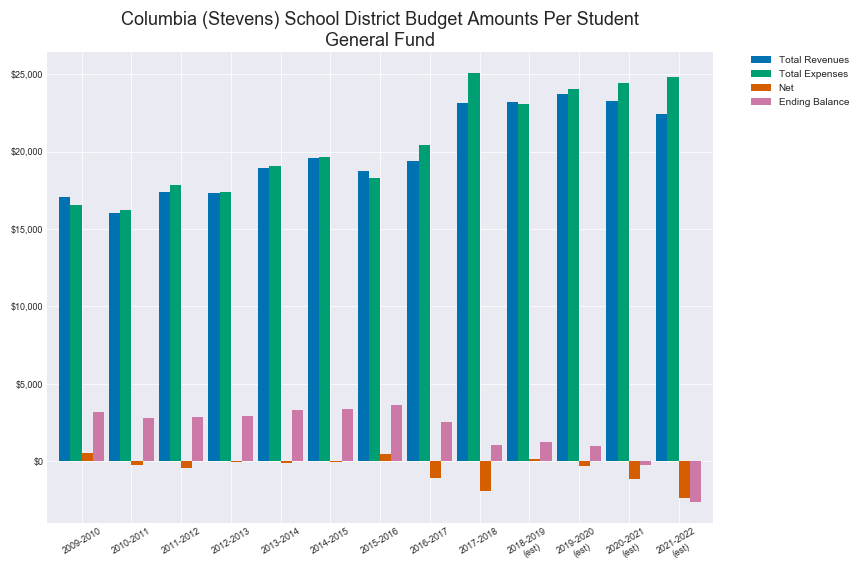 Columbia (Stevens) School District Budget Amounts Per Student
General Fund
Total Revenues
Total Expenses
Net
Ending Balance
$25,000
$20,000
$15,000
$10,000
$5,000
$0
2009-2010
2010-2011
2011-2012
2012-2013
2013-2014
2014-2015
2015-2016
2016-2017
2017-2018
2018-2019
(est)
2019-2020
(est)
2020-2021
(est)
2021-2022
(est)